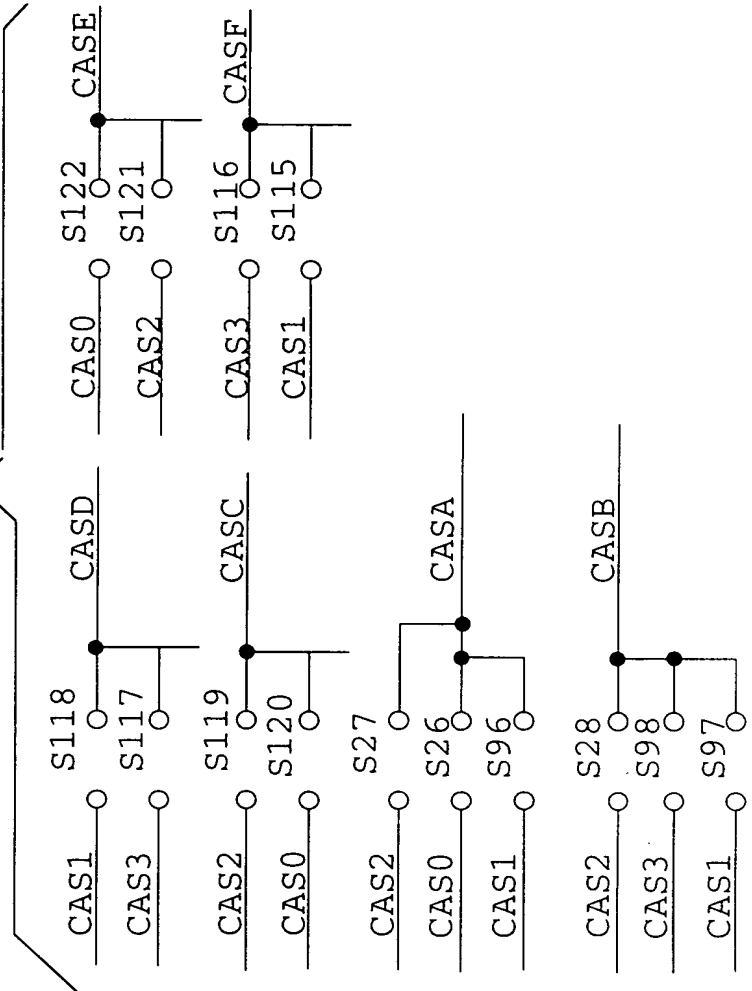 CASE
S122
CAS0
S121
CAS2
CASF
S116
CAS3
S115
CAS1
CASD
S118
CAS1
S117
CAS3
CASC
S119
CAS2
S120
CAS0
CASA
S27
CAS2
S26
CAS0
S96
CAS1
CASB
S28
CAS2
S98
CAS3
S97
CAS1